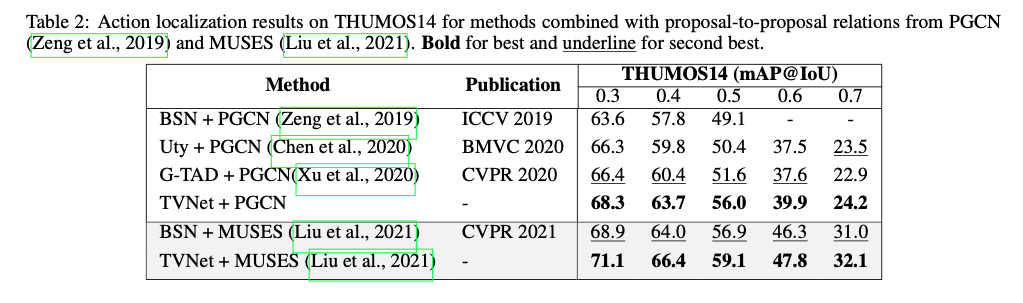 Table 2: Action localization results on THUMOS14 for methods combined with proposal-to-proposal relations from PGCN
(Zeng et al., 2019) and MUSES (Liu et al., 2021). Bold for best and underline for second best.
Method Publication THUMOS14 (mAP@IoU)
0.3 0.4 0.5 0.6 0.7
BSN + PGCN (Zeng et al., 2019) ICCV 2019 63.6 57.8 49.1 - -
Uty + PGCN (Chen et al., 2020) BMVC 2020 66.3 59.8 50.4 37.5 23.5
G-TAD + PGCN(Xu et al., 2020) CVPR 2020 66.4 60.4 51.6 37.6 22.9
TVNet + PGCN - 68.3 63.7 56.0 39.9 24.2
BSN + MUSES (Liu et al., 2021) CVPR 2021 68.9 64.0 56.9 46.3 31.0
TVNet + MUSES (Liu et al., 2021) - 71.1 66.4 59.1 47.8 32.1